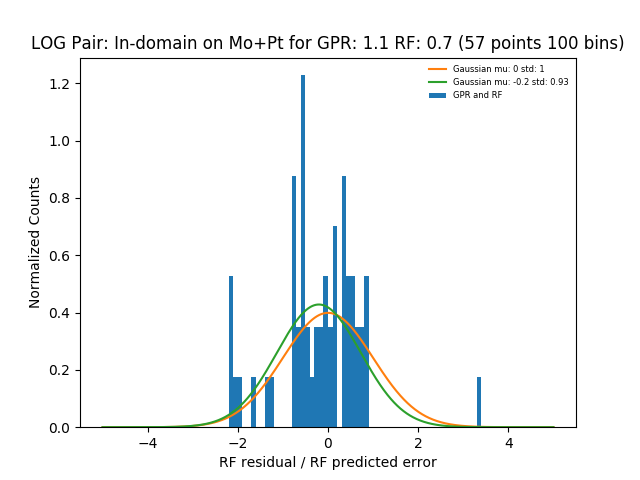 LOG Pair: In-domain on Mo+Pt for GPR: 1.1 RF: 0.7 (57 points 100 bins)
Gaussian mu: 0 std: 1
Gaussian mu: -0.2 std: 0.93
GPR and RF
Normalized Counts
1.2
1.0
0.8
0.6
0.4
0.2
0.0
−4 −2 0 2 4
RF residual / RF predicted error